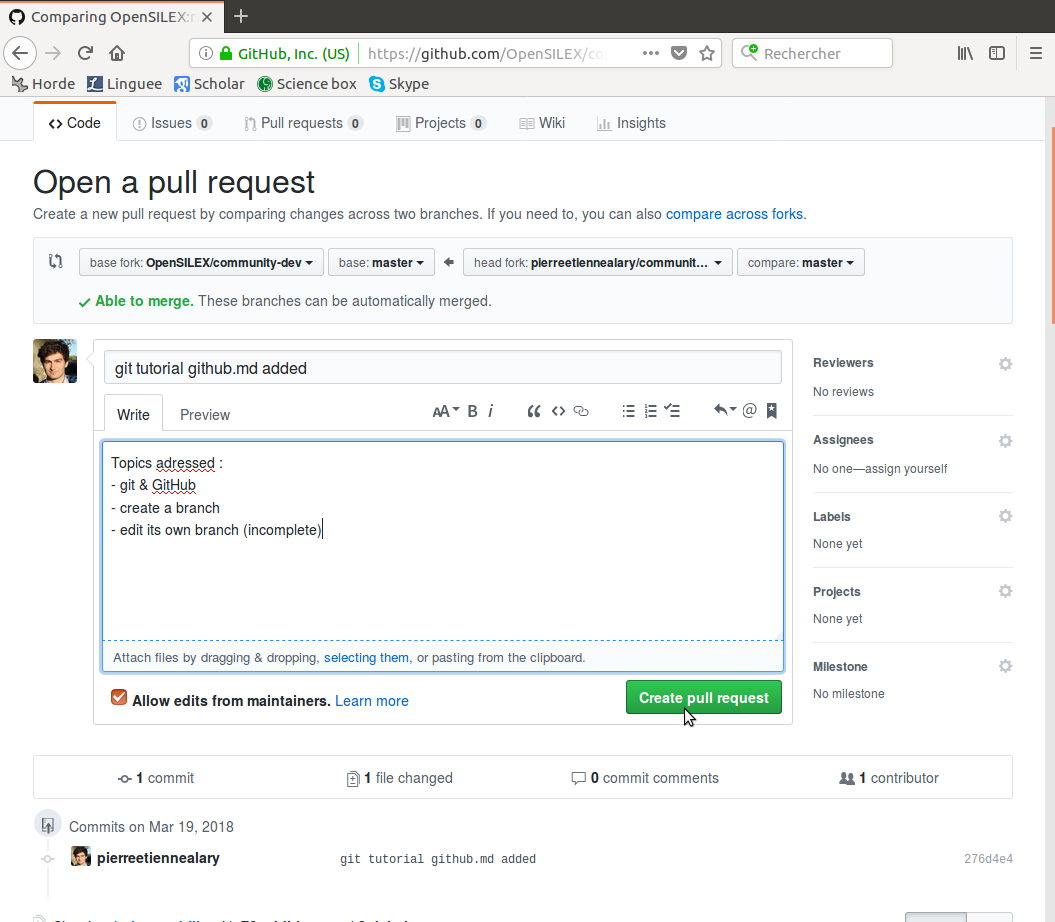 Comparing OpenSILEX:
GitHub, Inc. (US) https://github.com/OpenSILEX/co
Rechercher
Horde Linguee Scholar Science box Skype
Code Issues 0 Pull requests 0 Projects 0 Wiki Insights
Open a pull request
Create a new pull request by comparing changes across two branches. If you need to, you can also compare across forks.
base fork: OpenSILEX/community-dev base: master head fork: pierreetiennealary/communit... compare: master
Able to merge. These branches can be automatically merged.
git tutorial github.md added
Write Preview
AA B i
Topics adressed :
- git & GitHub
- create a branch
- edit its own branch (incomplete)
Attach files by dragging & dropping, selecting them, or pasting from the clipboard.
Allow edits from maintainers. Learn more
Create pull request
Reviewers
No reviews
Assignees
No one—assign yourself
Labels
None yet
Projects
None yet
Milestone
No milestone
1 commit 1 file changed 0 commit comments 1 contributor
Commits on Mar 19, 2018
pierreetiennealary git tutorial github.md added 276d4e4